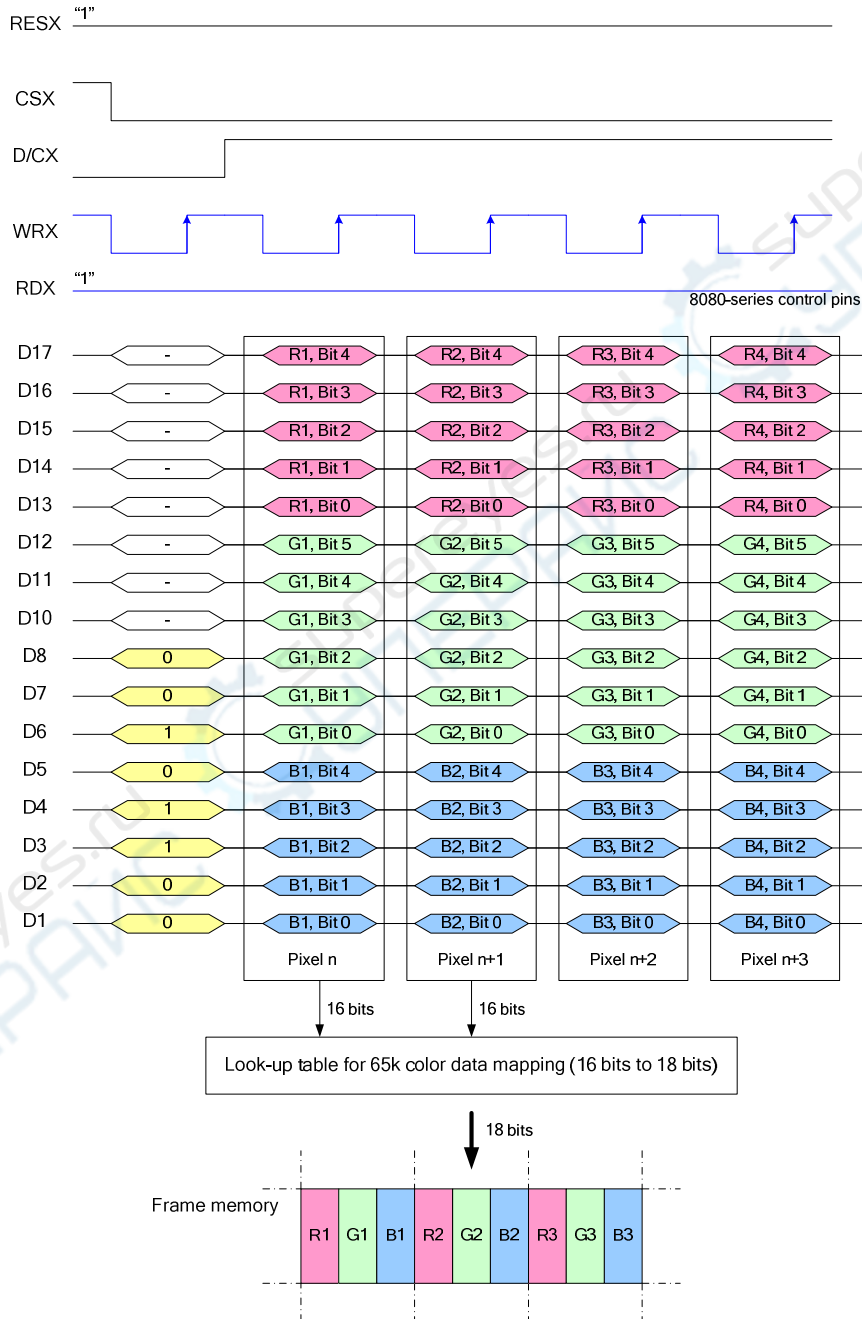 RESX "1"
CSX
D/CX
WRX
RDX "1"
8080-series control pins
D17 - R1, Bit 4 R2, Bit 4 R3, Bit 4 R4, Bit 4
D16 - R1, Bit 3 R2, Bit 3 R3, Bit 3 R4, Bit 3
D15 - R1, Bit 2 R2, Bit 2 R3, Bit 2 R4, Bit 2
D14 - R1, Bit 1 R2, Bit 1 R3, Bit 1 R4, Bit 1
D13 - R1, Bit 0 R2, Bit 0 R3, Bit 0 R4, Bit 0
D12 - G1, Bit 5 G2, Bit 5 G3, Bit 5 G4, Bit 5
D11 - G1, Bit 4 G2, Bit 4 G3, Bit 4 G4, Bit 4
D10 - G1, Bit 3 G2, Bit 3 G3, Bit 3 G4, Bit 3
D8 0 G1, Bit 2 G2, Bit 2 G3, Bit 2 G4, Bit 2
D7 0 G1, Bit 1 G2, Bit 1 G3, Bit 1 G4, Bit 1
D6 1 G1, Bit 0 G2, Bit 0 G3, Bit 0 G4, Bit 0
D5 0 B1, Bit 4 B2, Bit 4 B3, Bit 4 B4, Bit 4
D4 1 B1, Bit 3 B2, Bit 3 B3, Bit 3 B4, Bit 3
D3 1 B1, Bit 2 B2, Bit 2 B3, Bit 2 B4, Bit 2
D2 0 B1, Bit 1 B2, Bit 1 B3, Bit 1 B4, Bit 1
D1 0 B1, Bit 0 B2, Bit 0 B3, Bit 0 B4, Bit 0
Pixel n Pixel n+1 Pixel n+2 Pixel n+3
16 bits 16 bits
Look-up table for 65k color data mapping (16 bits to 18 bits)
18 bits
Frame memory
R1 G1 B1 R2 G2 B2 R3 G3 B3
supereyes.ru
СУПЕРАЙС